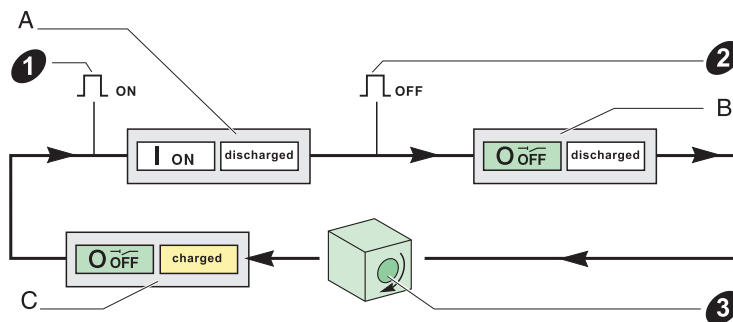 A
1
ON
2
OFF
B
I ON discharged
O OFF discharged
O OFF charged
C
3